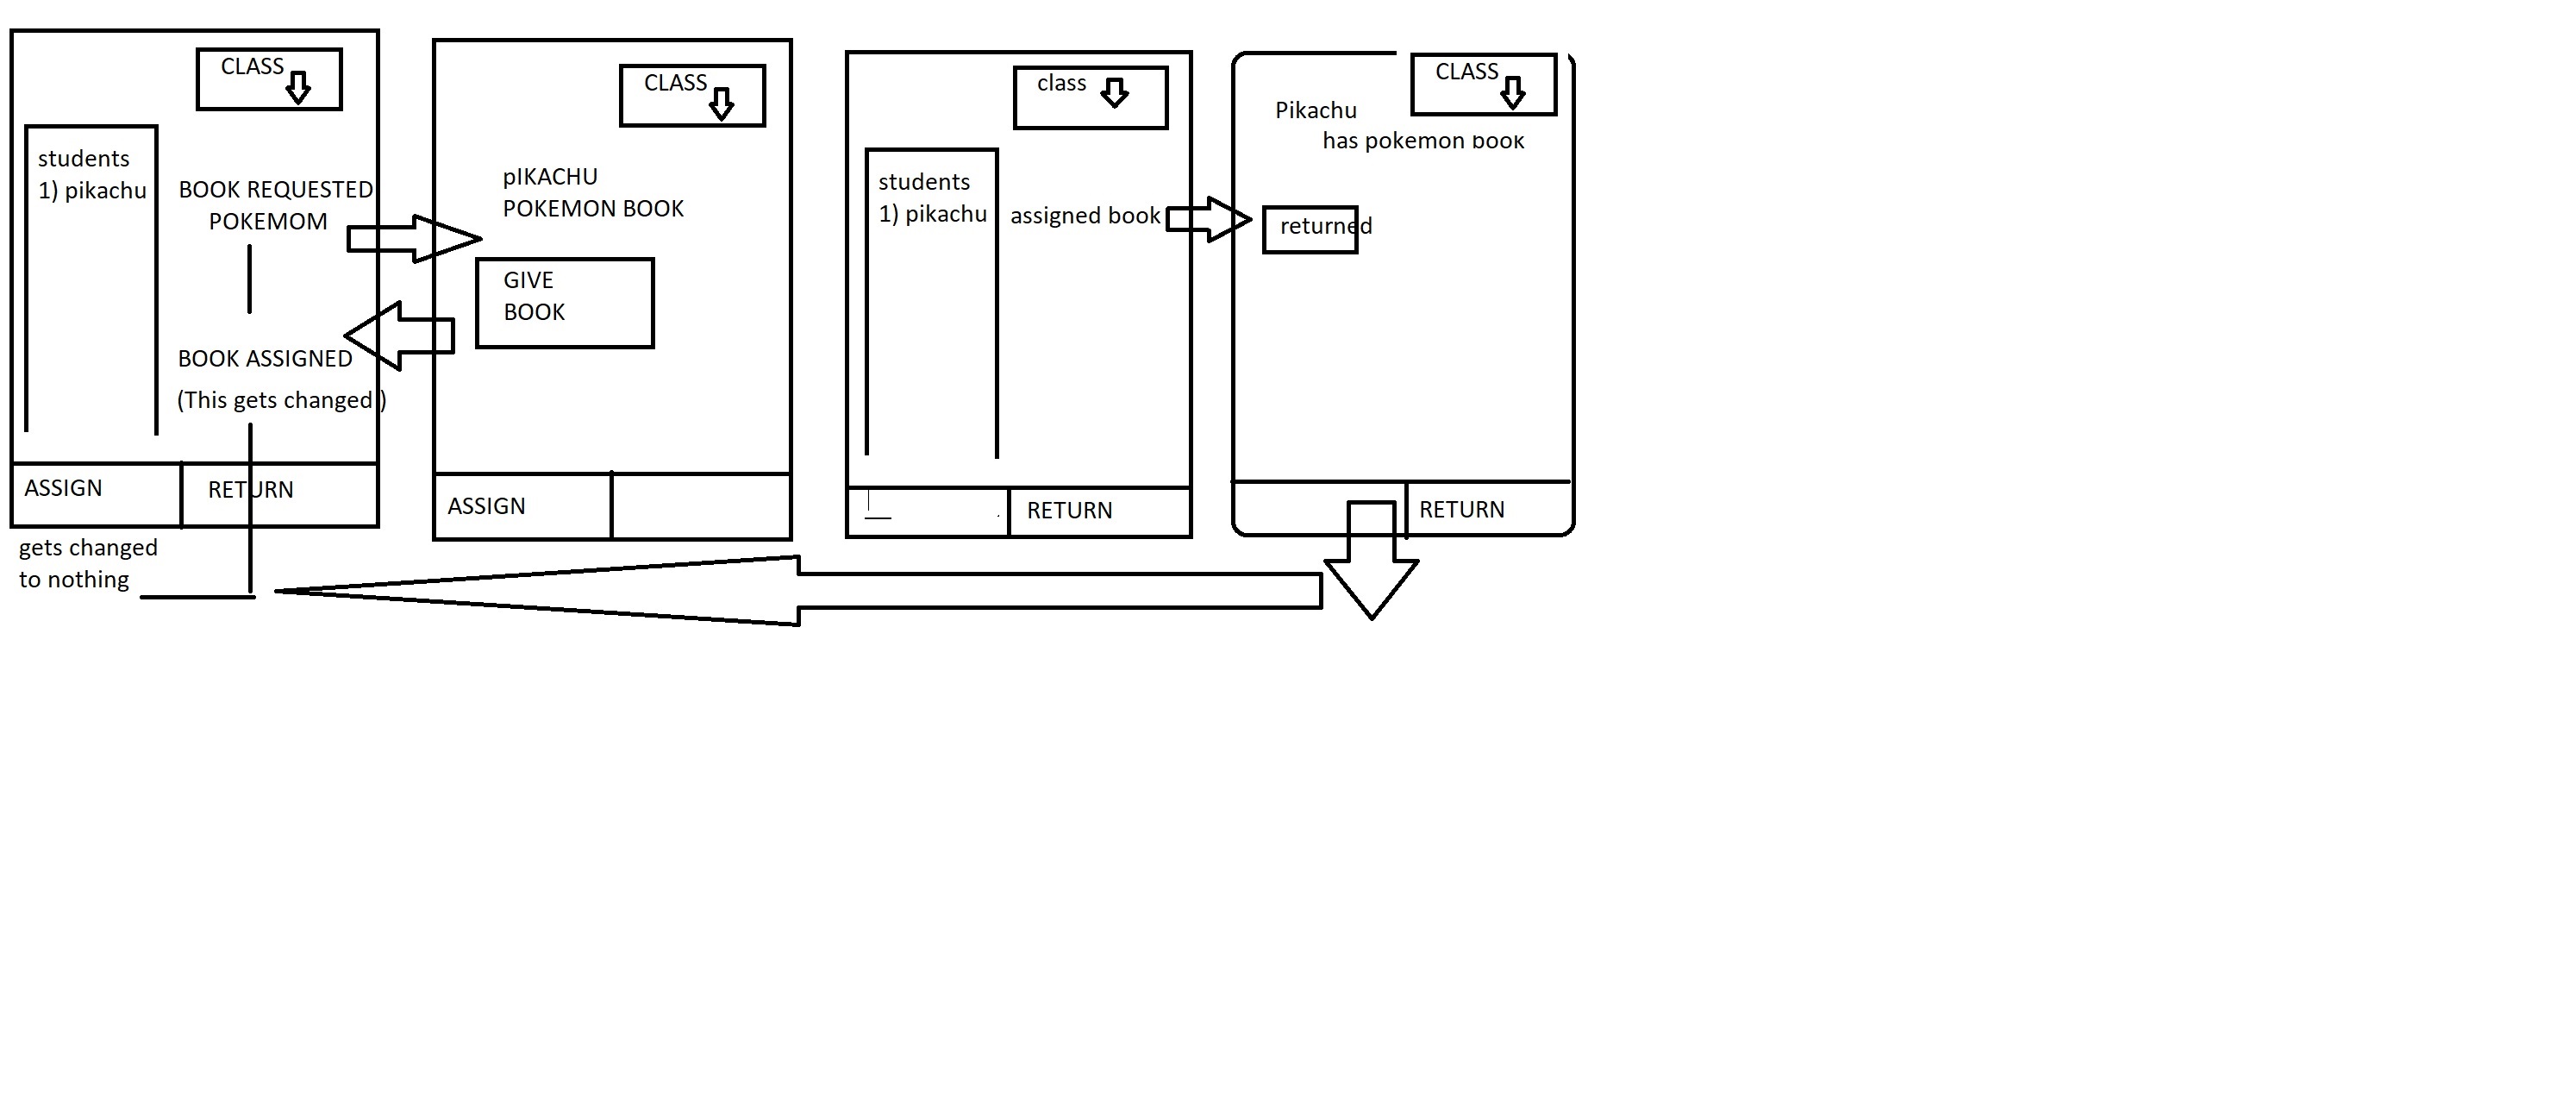 CLASS
students
1) pikachu
BOOK REQUESTED
POKEMOM
BOOK ASSIGNED
(This gets changed )
ASSIGN
RETURN
gets changed
to nothing
CLASS
pIKACHU
POKEMON BOOK
GIVE
BOOK
ASSIGN
class
students
1) pikachu
assigned book
RETURN
CLASS
Pikachu
has pokemon book
returned
RETURN